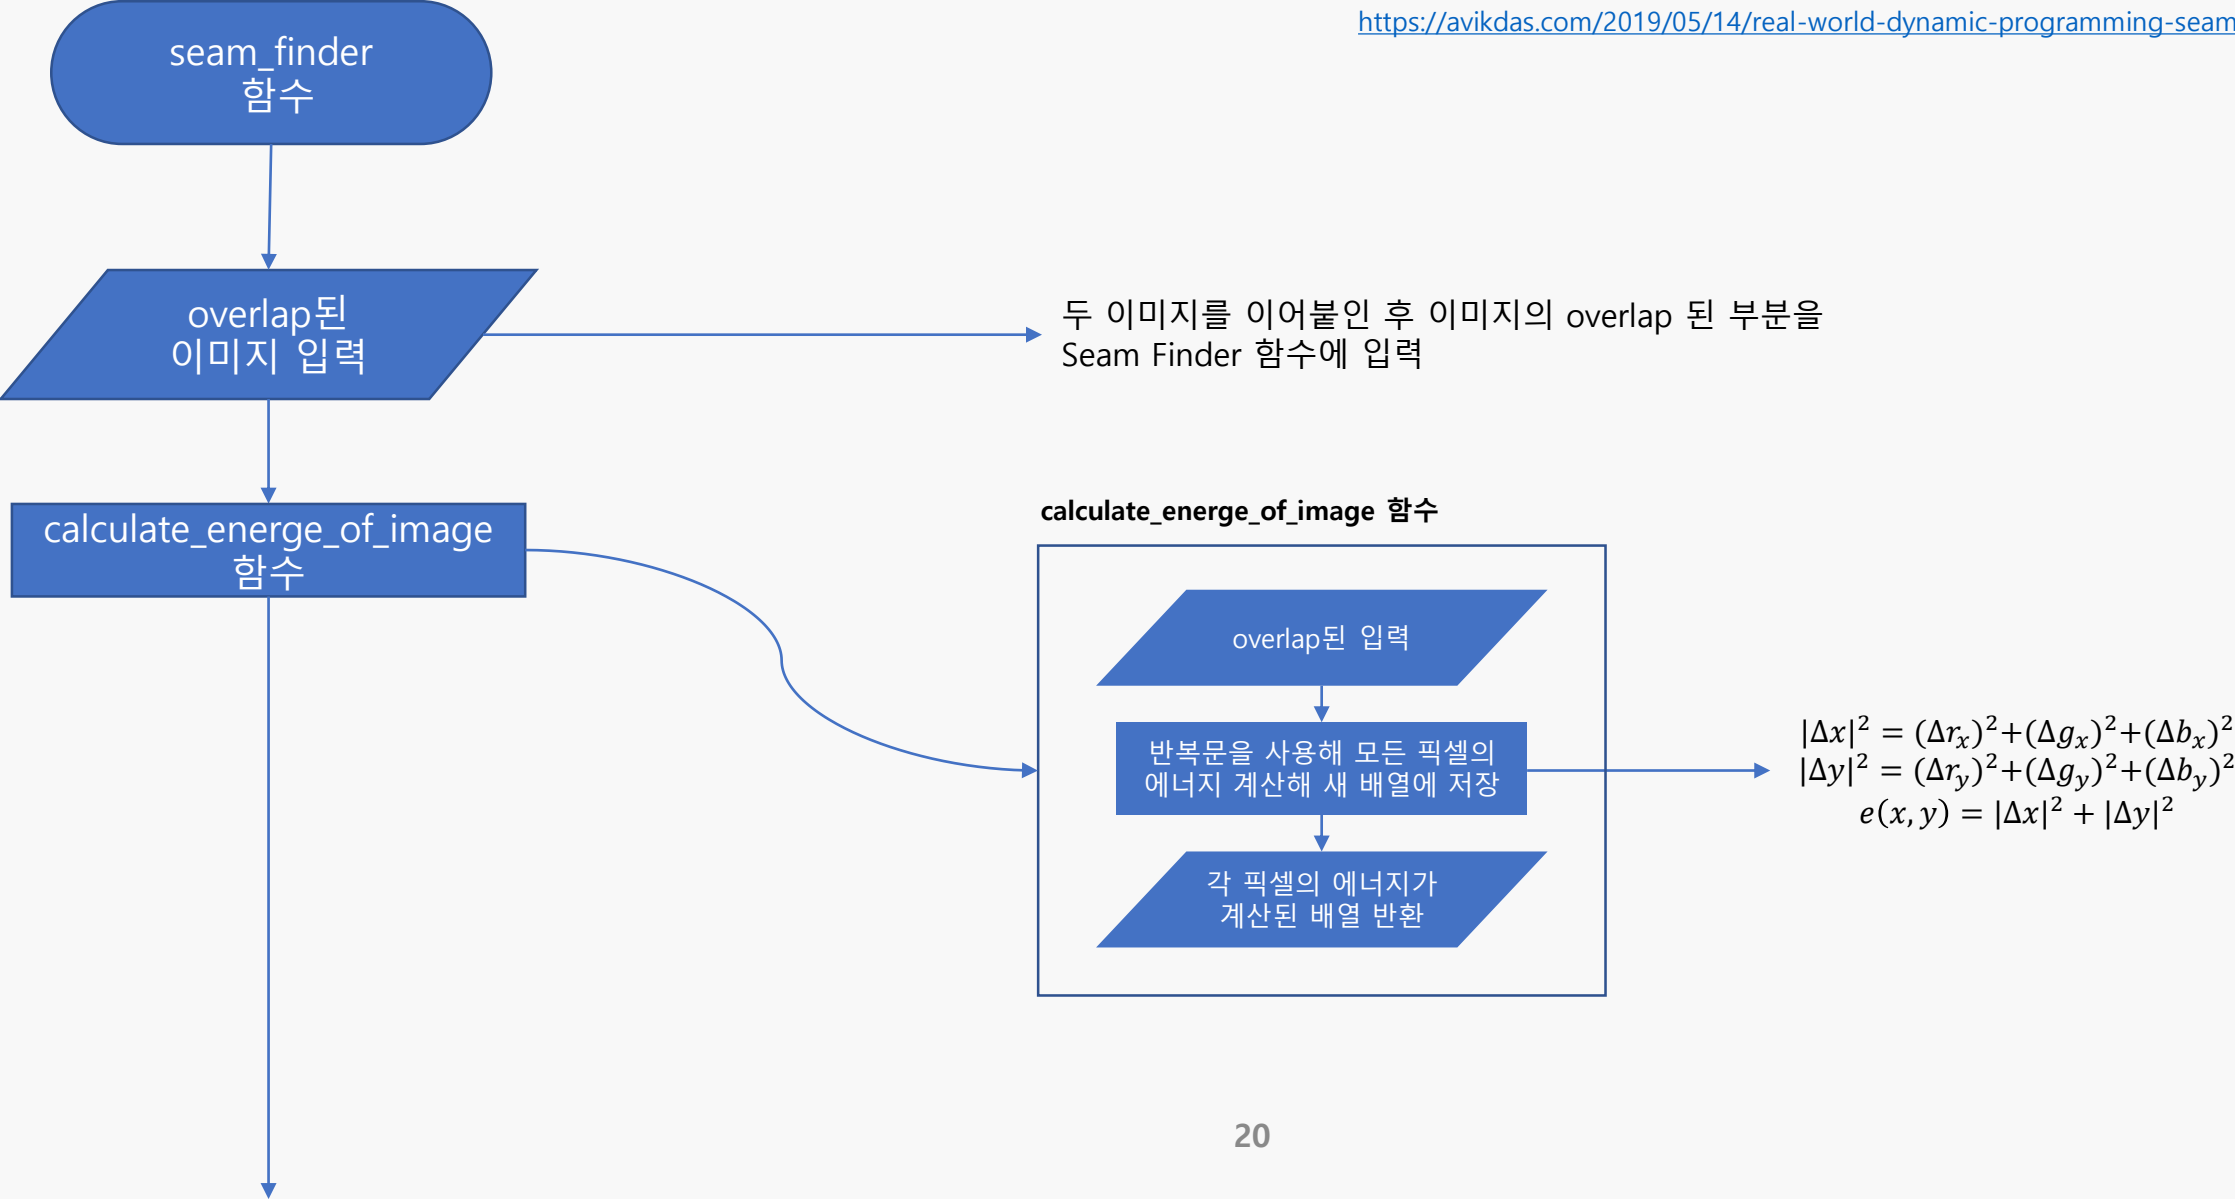 https://avikdas.com/2019/05/14/real-world-dynamic-programming-seam
seam_finder
함수
overlap된
이미지 입력
두 이미지를 이어붙인 후 이미지의 overlap 된 부분을
Seam Finder 함수에 입력
calculate_energe_of_image
함수
calculate_energe_of_image 함수
overlap된 입력
반복문을 사용해 모든 픽셀의
에너지 계산해 새 배열에 저장
각 픽셀의 에너지가
계산된 배열 반환
|Δx|² = (Δrₓ)²+(Δgₓ)²+(Δbₓ)²
|Δy|² = (Δr_y)²+(Δg_y)²+(Δb_y)²
e(x, y) = |Δx|² + |Δy|²
20